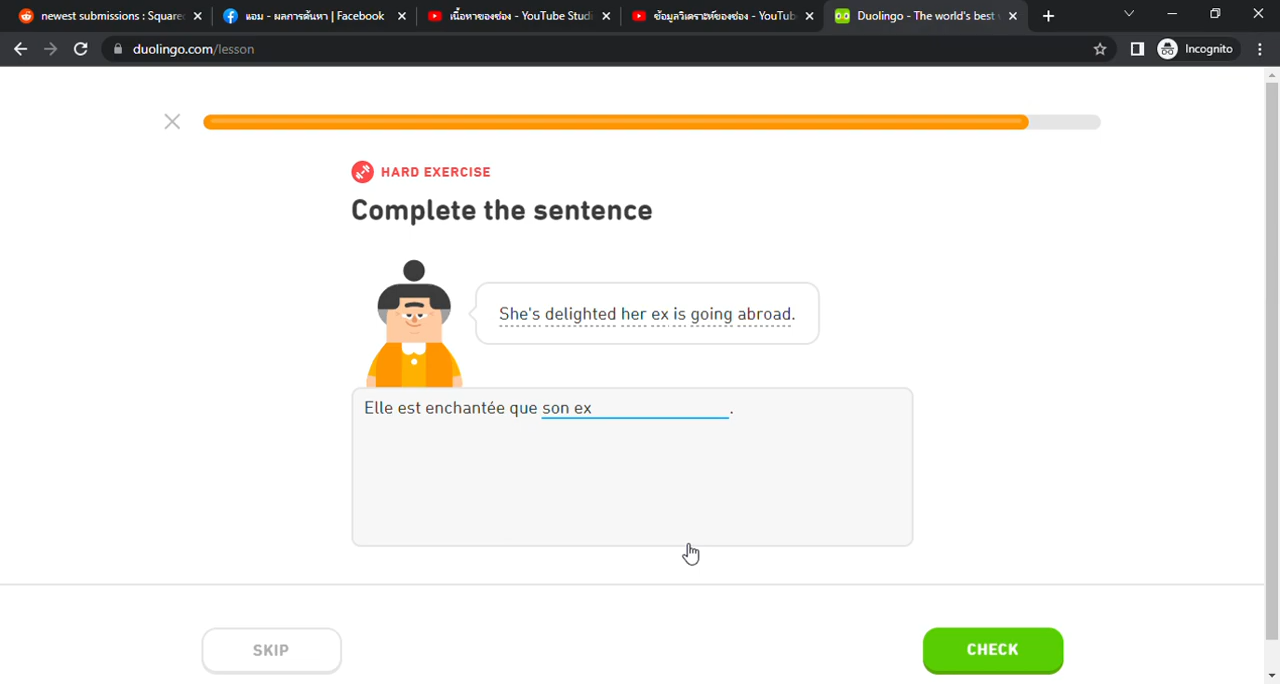 newest submissions : Square
แอม - ผลการค้นหา | Facebook
เนื้อหาของช่อง - YouTube Studi
ข้อมูลวิเคราะห์ของช่อง - YouTub
Duolingo - The world's best
duolingo.com/lesson
Incognito
HARD EXERCISE
Complete the sentence
She's delighted her ex is going abroad.
Elle est enchantée que son ex .
SKIP
CHECK